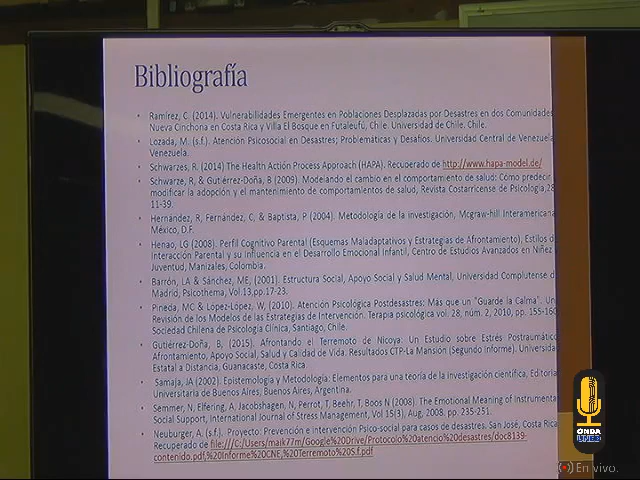 Bibliografía
• Ramírez, C. (2014). Vulnerabilidades Emergentes en Poblaciones Desplazadas por Desastres en dos Comunidades
Nueva Cinchona en Costa Rica y Villa El Bosque en Futaleufú, Chile. Universidad de Chile. Chile.
• Lozada, M. (s.f.). Atención Psicosocial en Desastres; Problemáticas y Desafíos. Universidad Central de Venezuela
Venezuela.
• Schwarzes, R. (2014) The Health Action Process Approach (HAPA). Recuperado de http://www.hapa-model.de/
• Schwarze, R, & Gutiérrez-Doña, B (2009). Modelando el cambio en el comportamiento de salud: Cómo predecir
modificar la adopción y el mantenimiento de comportamientos de salud, Revista Costarricense de Psicología,28
11-39.
• Hernández, R, Fernández, C, & Baptista, P (2004). Metodología de la investigación, Mcgraw-hill Interamericana
México, D.F.
• Henao, LG (2008). Perfil Cognitivo Parental (Esquemas Maladaptativos y Estrategias de Afrontamiento), Estilos d
Interacción Parental y su Influencia en el Desarrollo Emocional Infantil, Centro de Estudios Avanzados en Niñez
Juventud, Manizales, Colombia.
• Barrón, LA & Sánchez, ME, (2001). Estructura Social, Apoyo Social y Salud Mental, Universidad Complutense d
Madrid, Psicothema, Vol.13,pp.17-23.
• Pineda, MC & López-López, W, (2010). Atención Psicológica Postdesastres: Más que un "Guarde la Calma". Un
Revisión de los Modelos de las Estrategias de Intervención. Terapia psicológica vol. 28, núm. 2, 2010, pp. 155-160
Sociedad Chilena de Psicología Clínica, Santiago, Chile.
• Gutiérrez-Doña, B, (2015). Afrontando el Terremoto de Nicoya: Un Estudio sobre Estrés Postraumático
Afrontamiento, Apoyo Social, Salud y Calidad de Vida. Resultados CTP-La Mansión (Segundo Informe). Universida
Estatal a Distancia, Guanacaste, Costa Rica.
• Samaja, JA (2002). Epistemología y Metodología: Elementos para una teoría de la investigación científica, Editoria
Universitaria de Buenos Aires, Buenos Aires, Argentina.
• Semmer, N, Elfering, A, Jacobshagen, N, Perrot, T, Beehr, T, Boos N (2008). The Emotional Meaning of Instrumenta
Social Support, International Journal of Stress Management, Vol 15(3), Aug, 2008. pp. 235-251.
• Neuburger, A. (s.f.). Proyecto: Prevención e intervención Psico-social para casos de desastres. San José, Costa Rica
Recuperado de file:///C:/Users/maik77m/Google%20Drive/Protocolo%20atencio%20desastres/doc8139-
contenido.pdf,%20Informe%20CNE,%20Terremoto%20S.f.pdf
ONDA
UNED
En vivo.